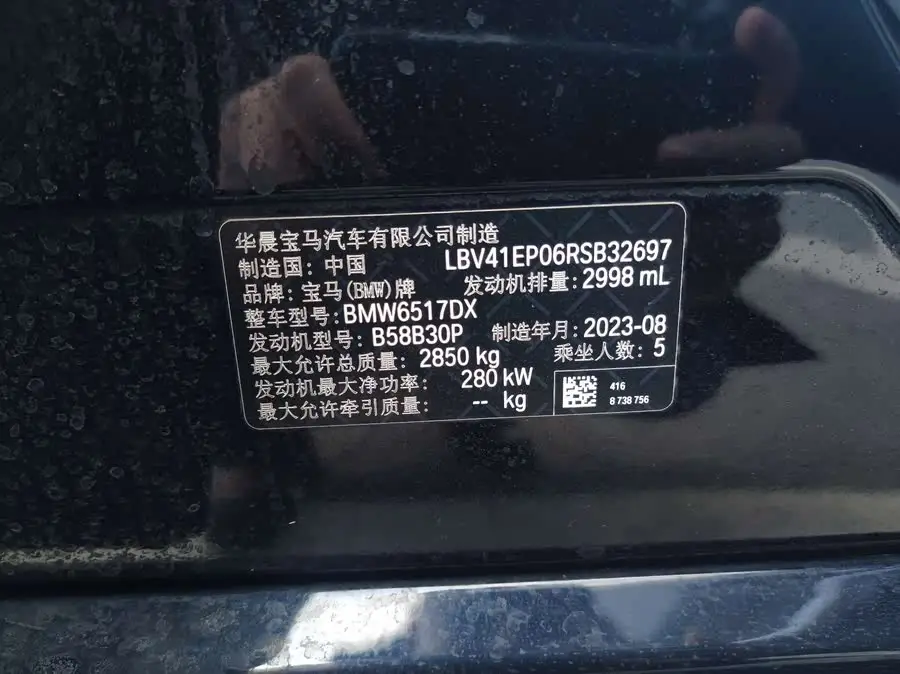 华晨宝马汽车有限公司制造
制造国：中国 LBV41EP06RSB32697
品牌：宝马(BMW)牌 发动机排量：2998 mL
整车型号：BMW6517DX
发动机型号：B58B30P 制造年月：2023-08
最大允许总质量：2850 kg 乘坐人数：5
发动机最大净功率：280 kW
最大允许牵引质量：-- kg
416
8 738 756